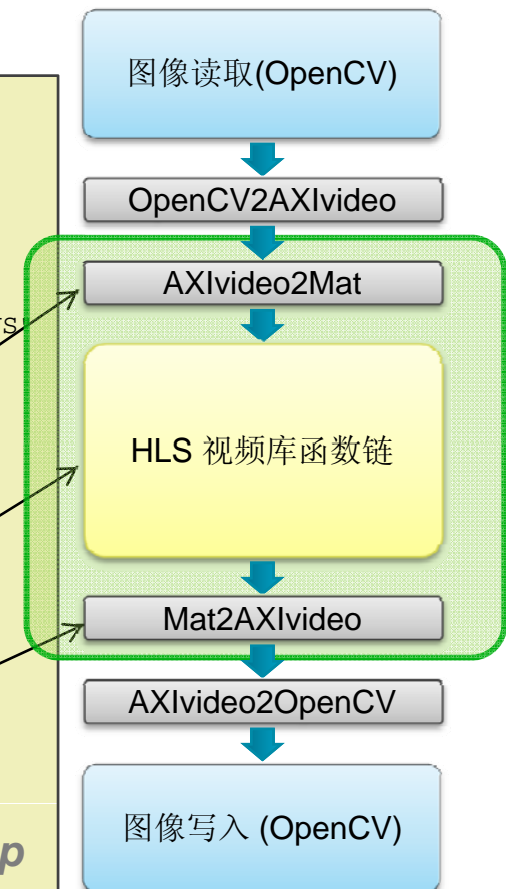 图像读取(OpenCV)
OpenCV2AXIvideo
AXIvideo2Mat
HLS 视频库函数链
Mat2AXIvideo
AXIvideo2OpenCV
图像写入 (OpenCV)
p